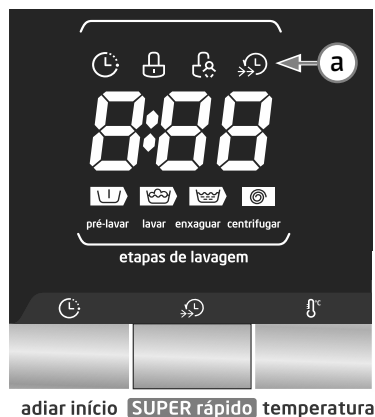 a
8:88
pré-lavar lavar enxaguar centrifugar
etapas de lavagem
°C
adiar início SUPER rápido temperatura